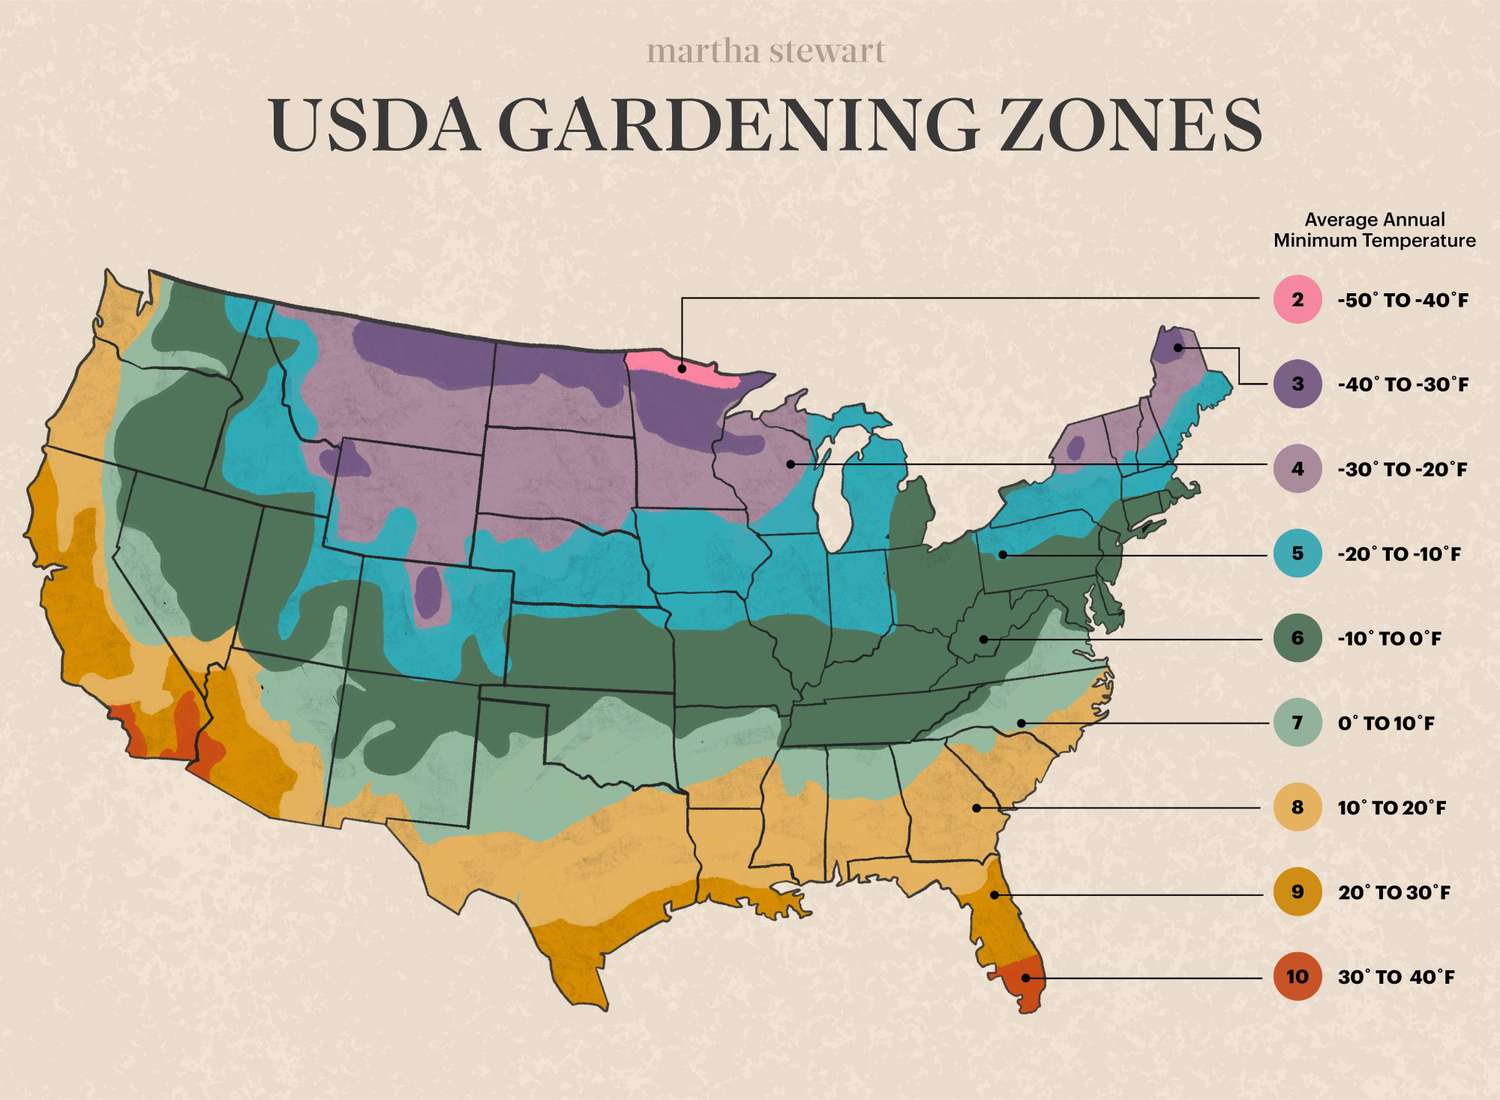 martha stewart
USDA GARDENING ZONES
Average Annual
Minimum Temperature
2 -50° TO -40°F
3 -40° TO -30°F
4 -30° TO -20°F
5 -20° TO -10°F
6 -10° TO 0°F
7 0° TO 10°F
8 10° TO 20°F
9 20° TO 30°F
10 30° TO 40°F